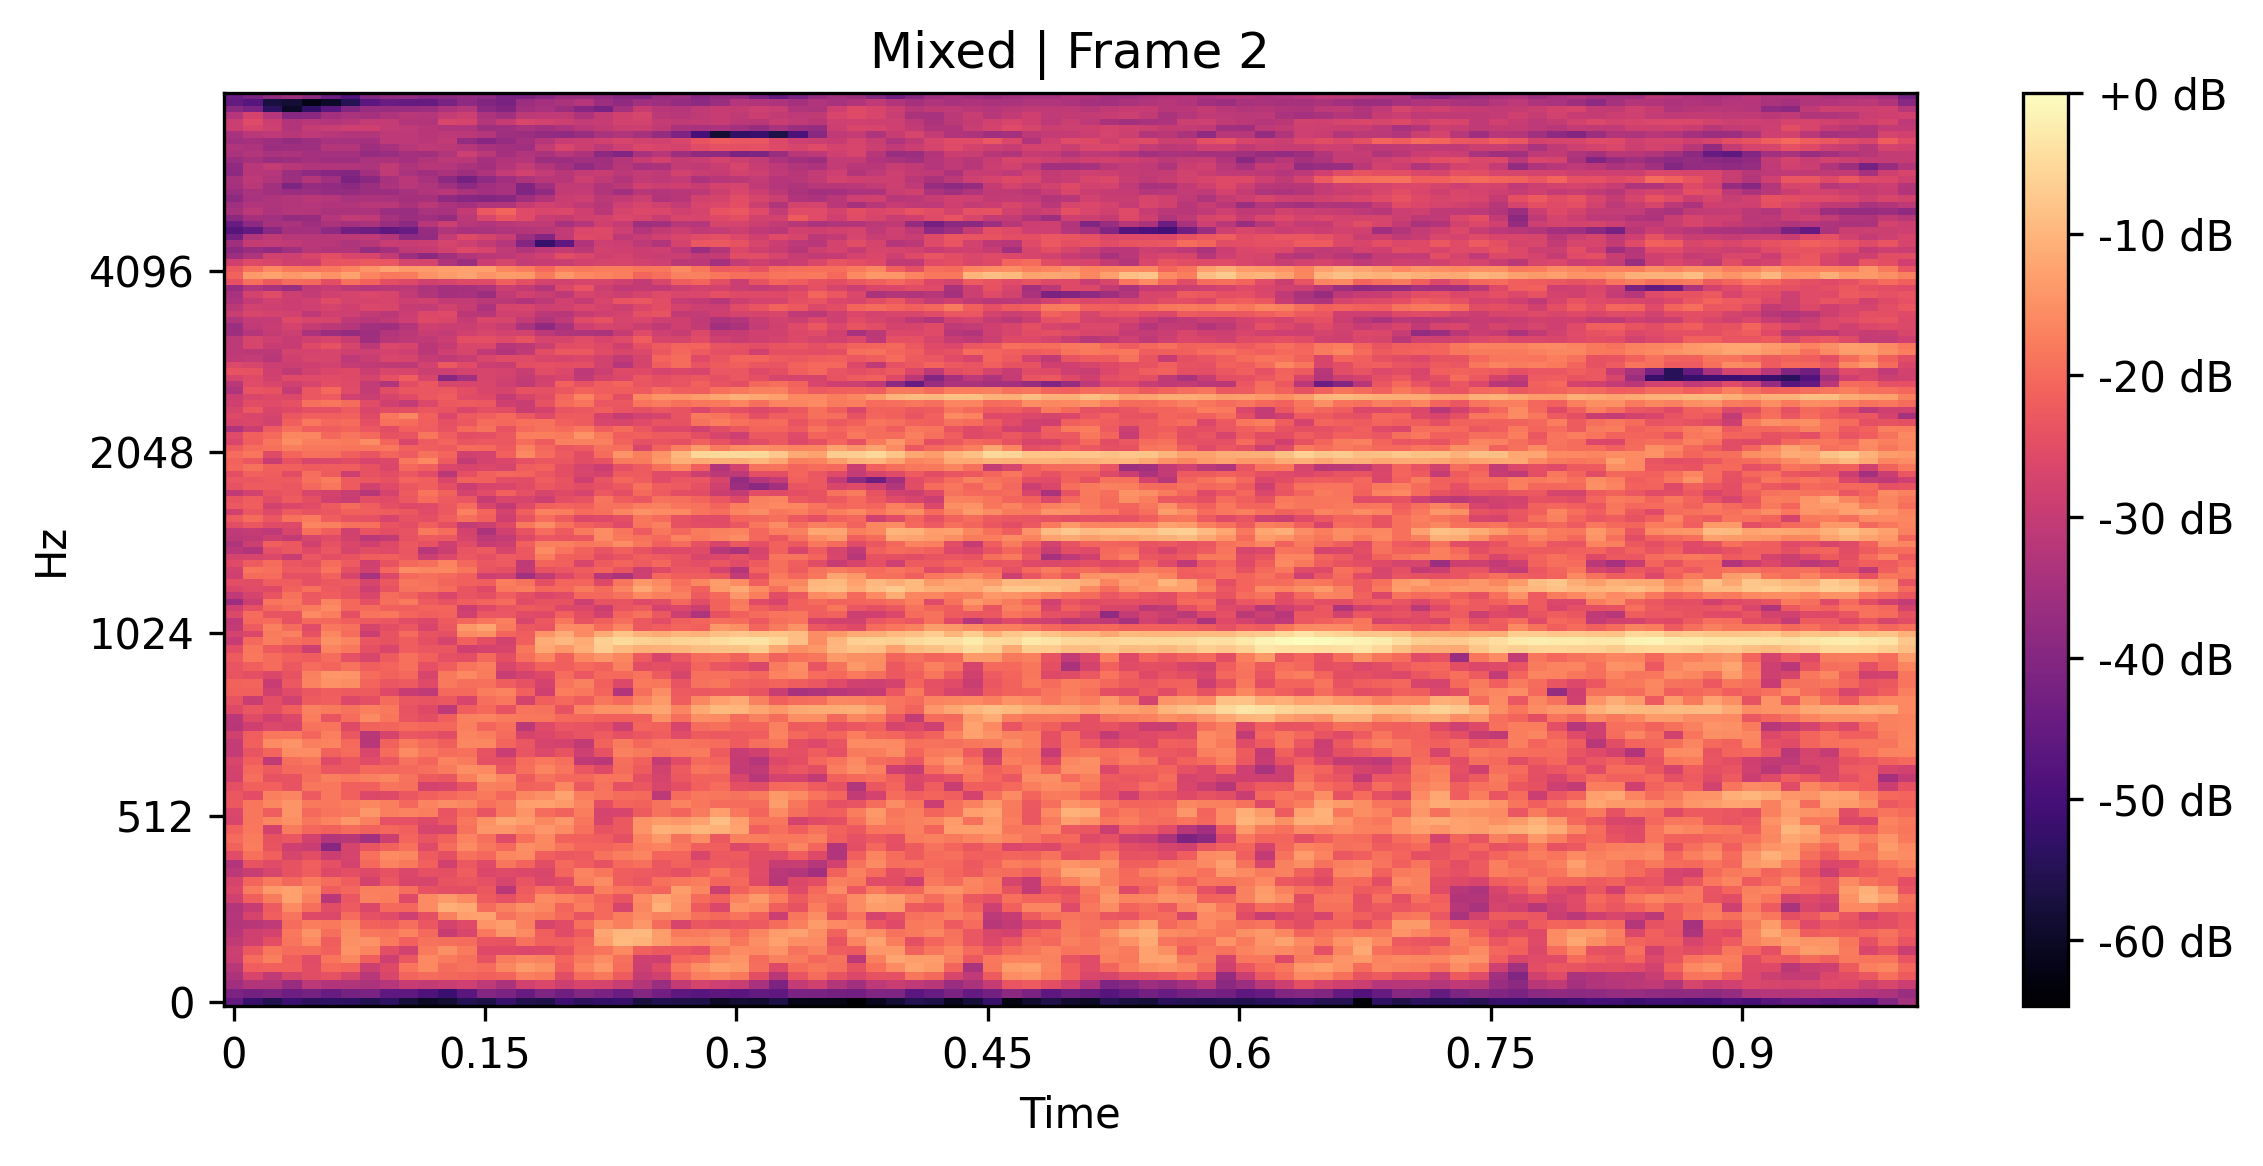 Mixed | Frame 2
+0 dB
-10 dB
-20 dB
-30 dB
-40 dB
-50 dB
-60 dB
Hz
4096
2048
1024
512
0
0 0.15 0.3 0.45 0.6 0.75 0.9
Time